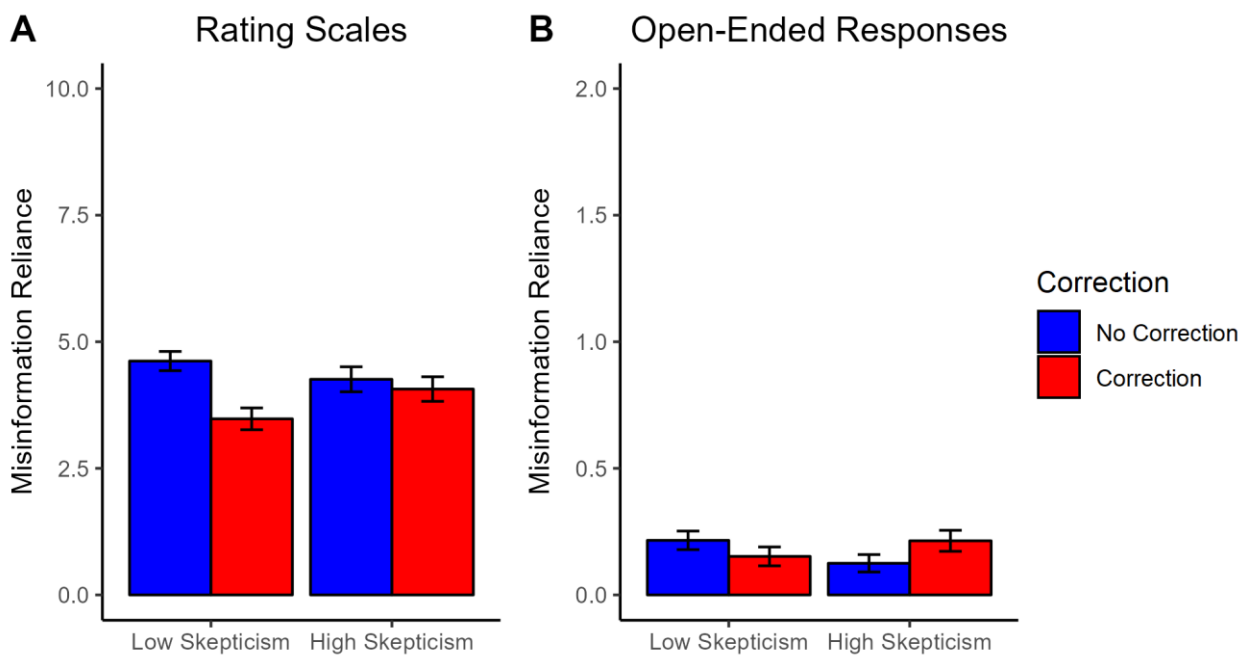 A
Rating Scales
Misinformation Reliance
10.0
7.5
5.0
2.5
0.0
Low Skepticism
High Skepticism
B
Open-Ended Responses
Misinformation Reliance
2.0
1.5
1.0
0.5
0.0
Low Skepticism
High Skepticism
Correction
No Correction
Correction